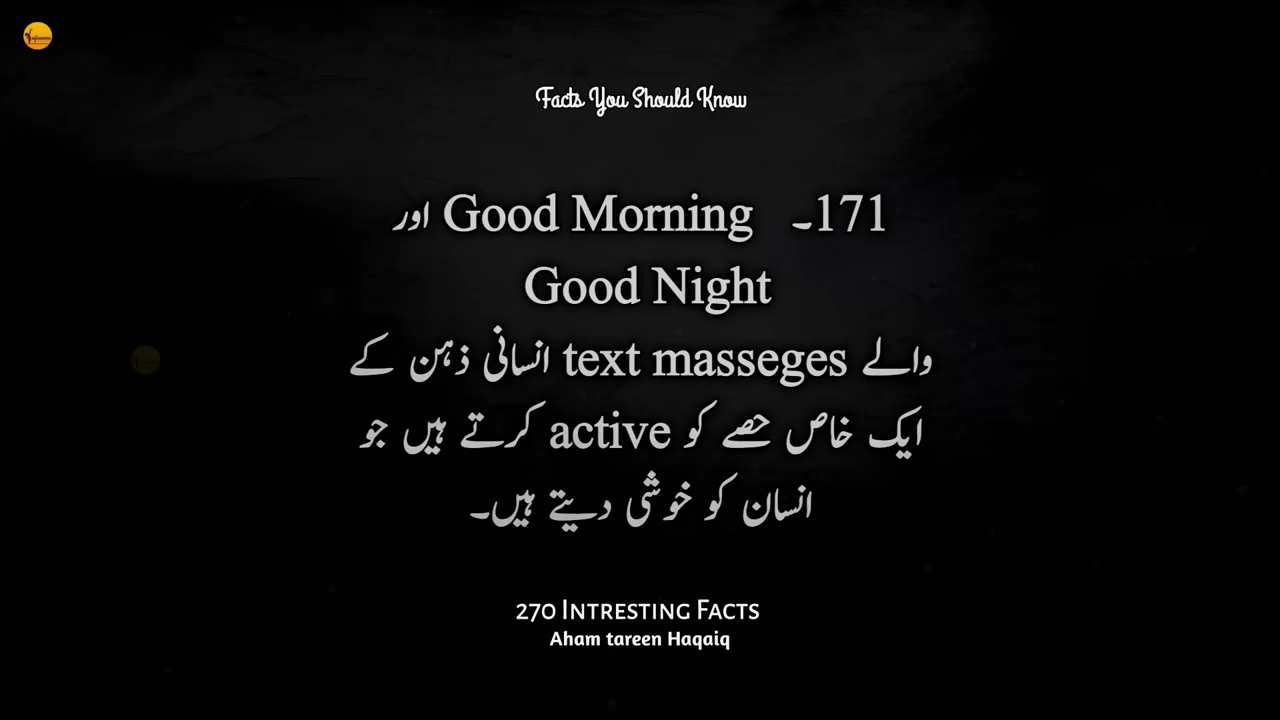 Facts You Should Know
171۔ Good Morning اور
Good Night
والے text masseges انسانی ذہن کے
ایک خاص حصے کو active کرتے ہیں جو
انسان کو خوشی دیتے ہیں۔
270 Intresting Facts
Aham tareen Haqaiq